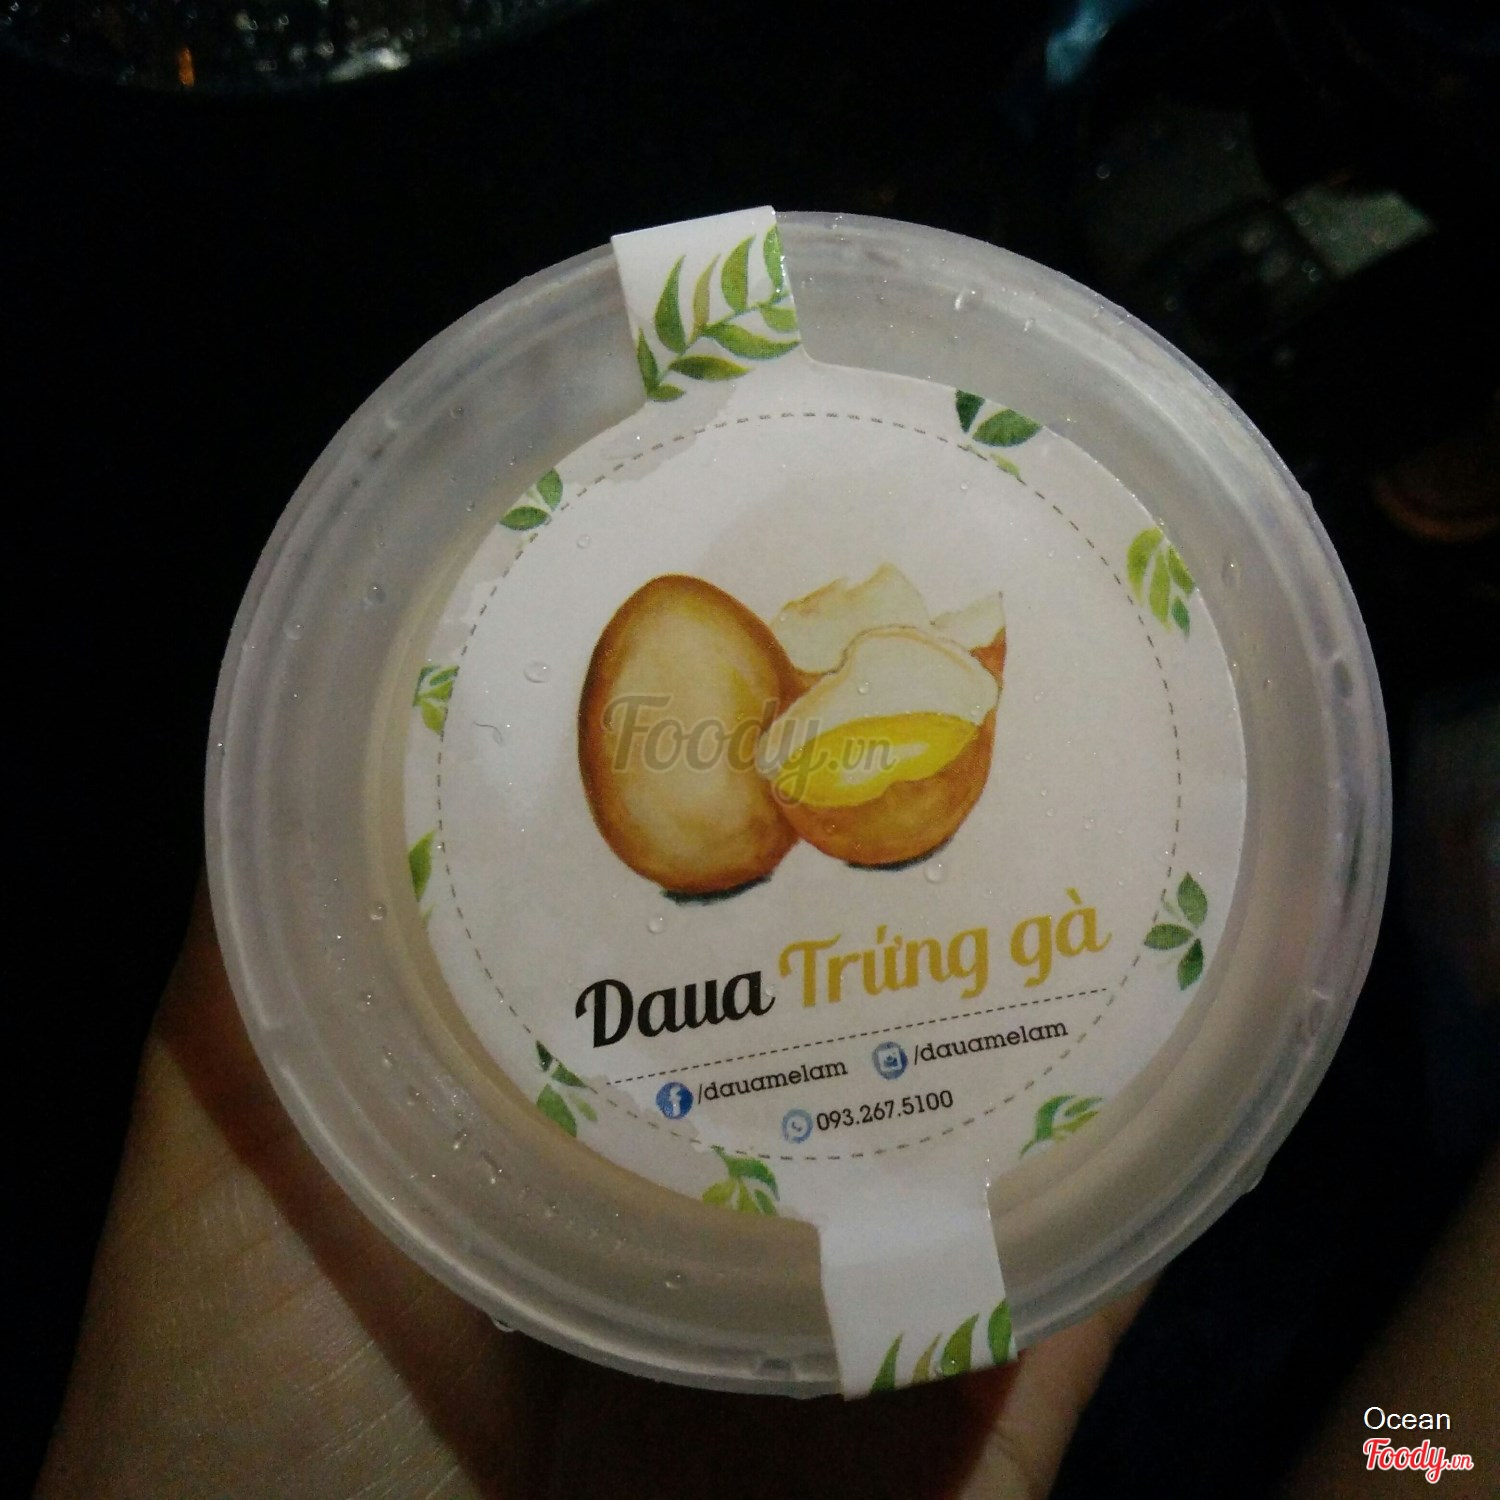 Foody.vn
Daua Trứng gà
/dauamelam /dauamelam
093.267.5100
Ocean
Foody.vn